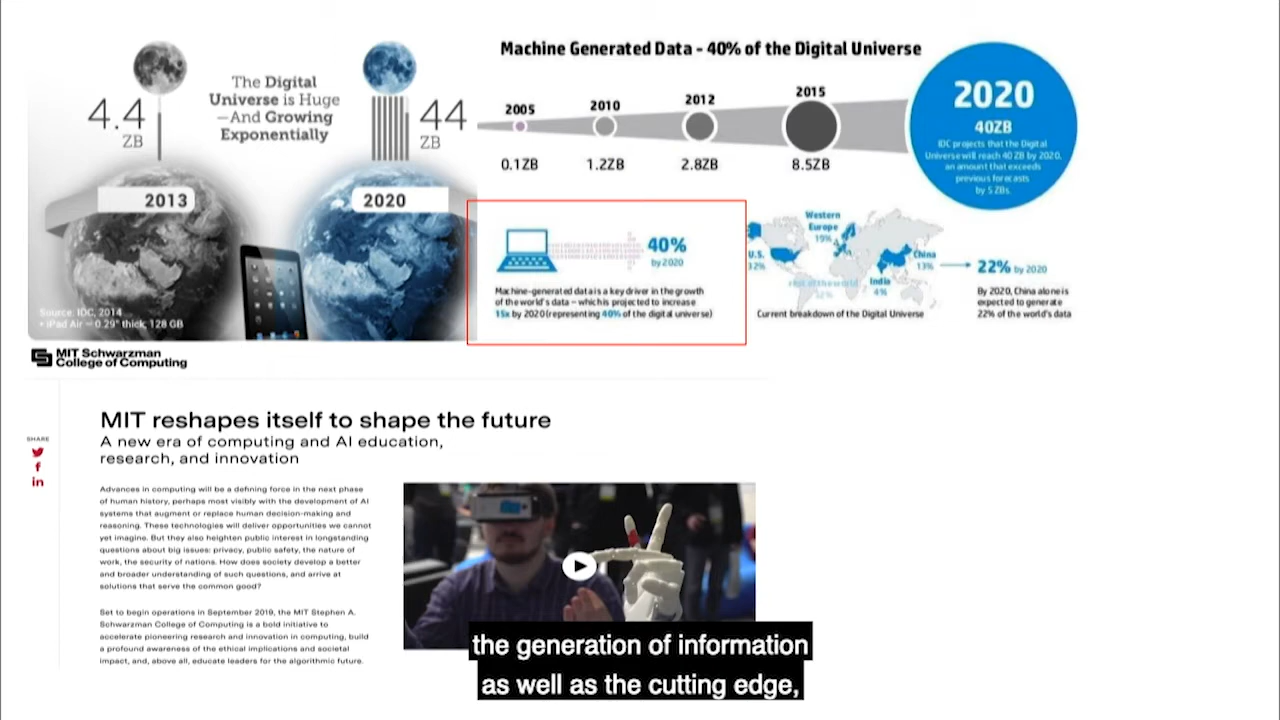 The Digital
Universe is Huge
—And Growing
Exponentially
4.4
ZB
44
ZB
2013
2020
Source: IDC, 2014
• iPad Air – 0.29" thick, 128 GB
Machine Generated Data - 40% of the Digital Universe
2005
2010
2012
2015
0.1ZB
1.2ZB
2.8ZB
8.5ZB
2020
40ZB
IDC projects that the Digital
Universe will reach 40 ZB by 2020,
an amount that exceeds
previous forecasts
by 5 ZBs.
40%
by 2020
Machine-generated data is a key driver in the growth
of the world's data – which is projected to increase
15x by 2020 (representing 40% of the digital universe)
Western
Europe
19%
U.S.
32%
China
13%
India
4%
rest of the world
32%
Current breakdown of the Digital Universe
22% by 2020
By 2020, China alone is
expected to generate
22% of the world's data
MIT Schwarzman
College of Computing
SHARE
MIT reshapes itself to shape the future
A new era of computing and AI education,
research, and innovation
Advances in computing will be a defining force in the next phase
of human history, perhaps most visibly with the development of AI
systems that augment or replace human decision-making and
reasoning. These technologies will deliver opportunities we cannot
yet imagine. But they also heighten public interest in longstanding
questions about big issues: privacy, public safety, the nature of
work, the security of nations. How does society develop a better
and broader understanding of such questions, and arrive at
solutions that serve the common good?
Set to begin operations in September 2019, the MIT Stephen A.
Schwarzman College of Computing is a bold initiative to
accelerate pioneering research and innovation in computing, build
a profound awareness of the ethical implications and societal
impact, and, above all, educate leaders for the algorithmic future.
the generation of information
as well as the cutting edge,